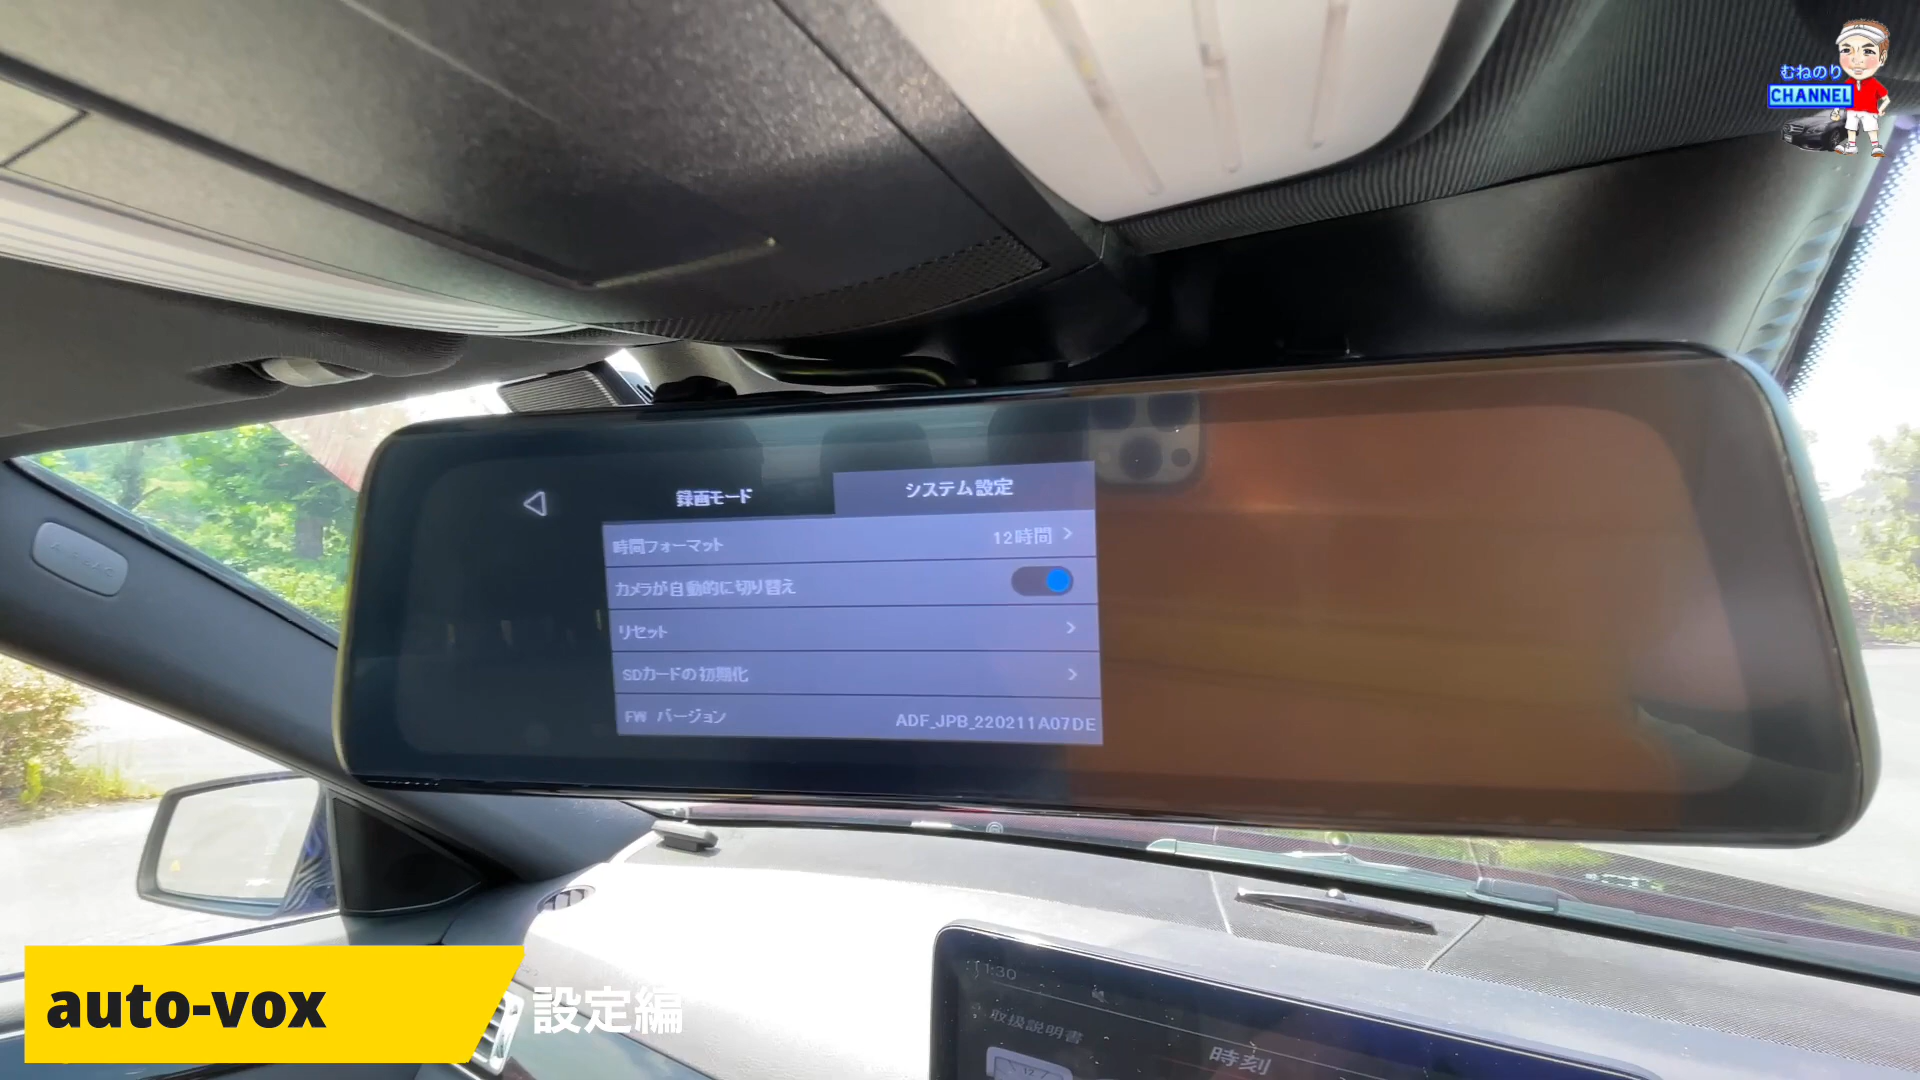 むねのり
CHANNEL
録画モード
システム設定
時間フォーマット
12時間
カメラが自動的に切り替え
リセット
SDカードの初期化
FW バージョン
ADF_JPB_220211A07DE
auto-vox
設定編
11:30
取扱説明書
時刻
12